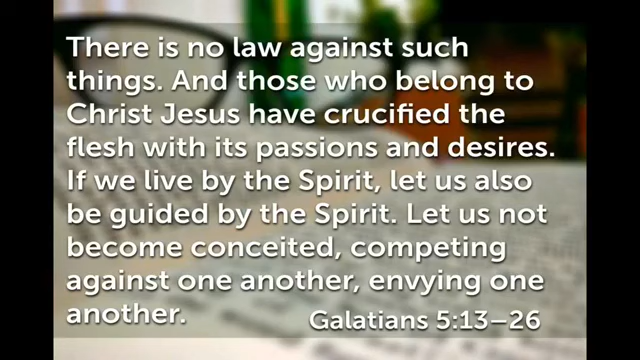 There is no law against such
things. And those who belong to
Christ Jesus have crucified the
flesh with its passions and desires.
If we live by the Spirit, let us also
be guided by the Spirit. Let us not
become conceited, competing
against one another, envying one
another.
Galatians 5:13–26